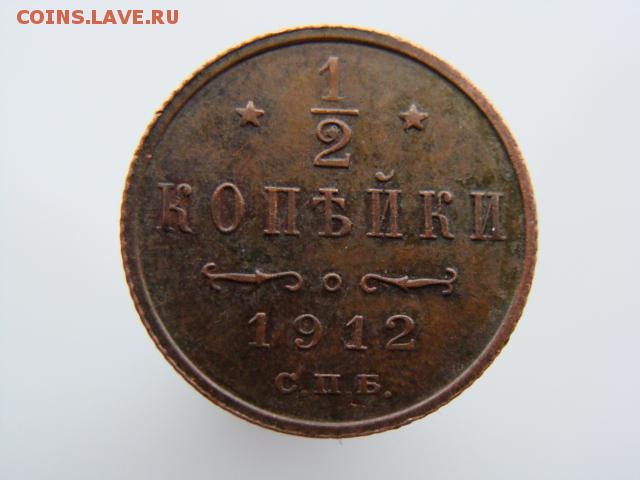 COINS.LAVE.RU
1/2
КОПѢЙКИ
1912
С.П.Б.